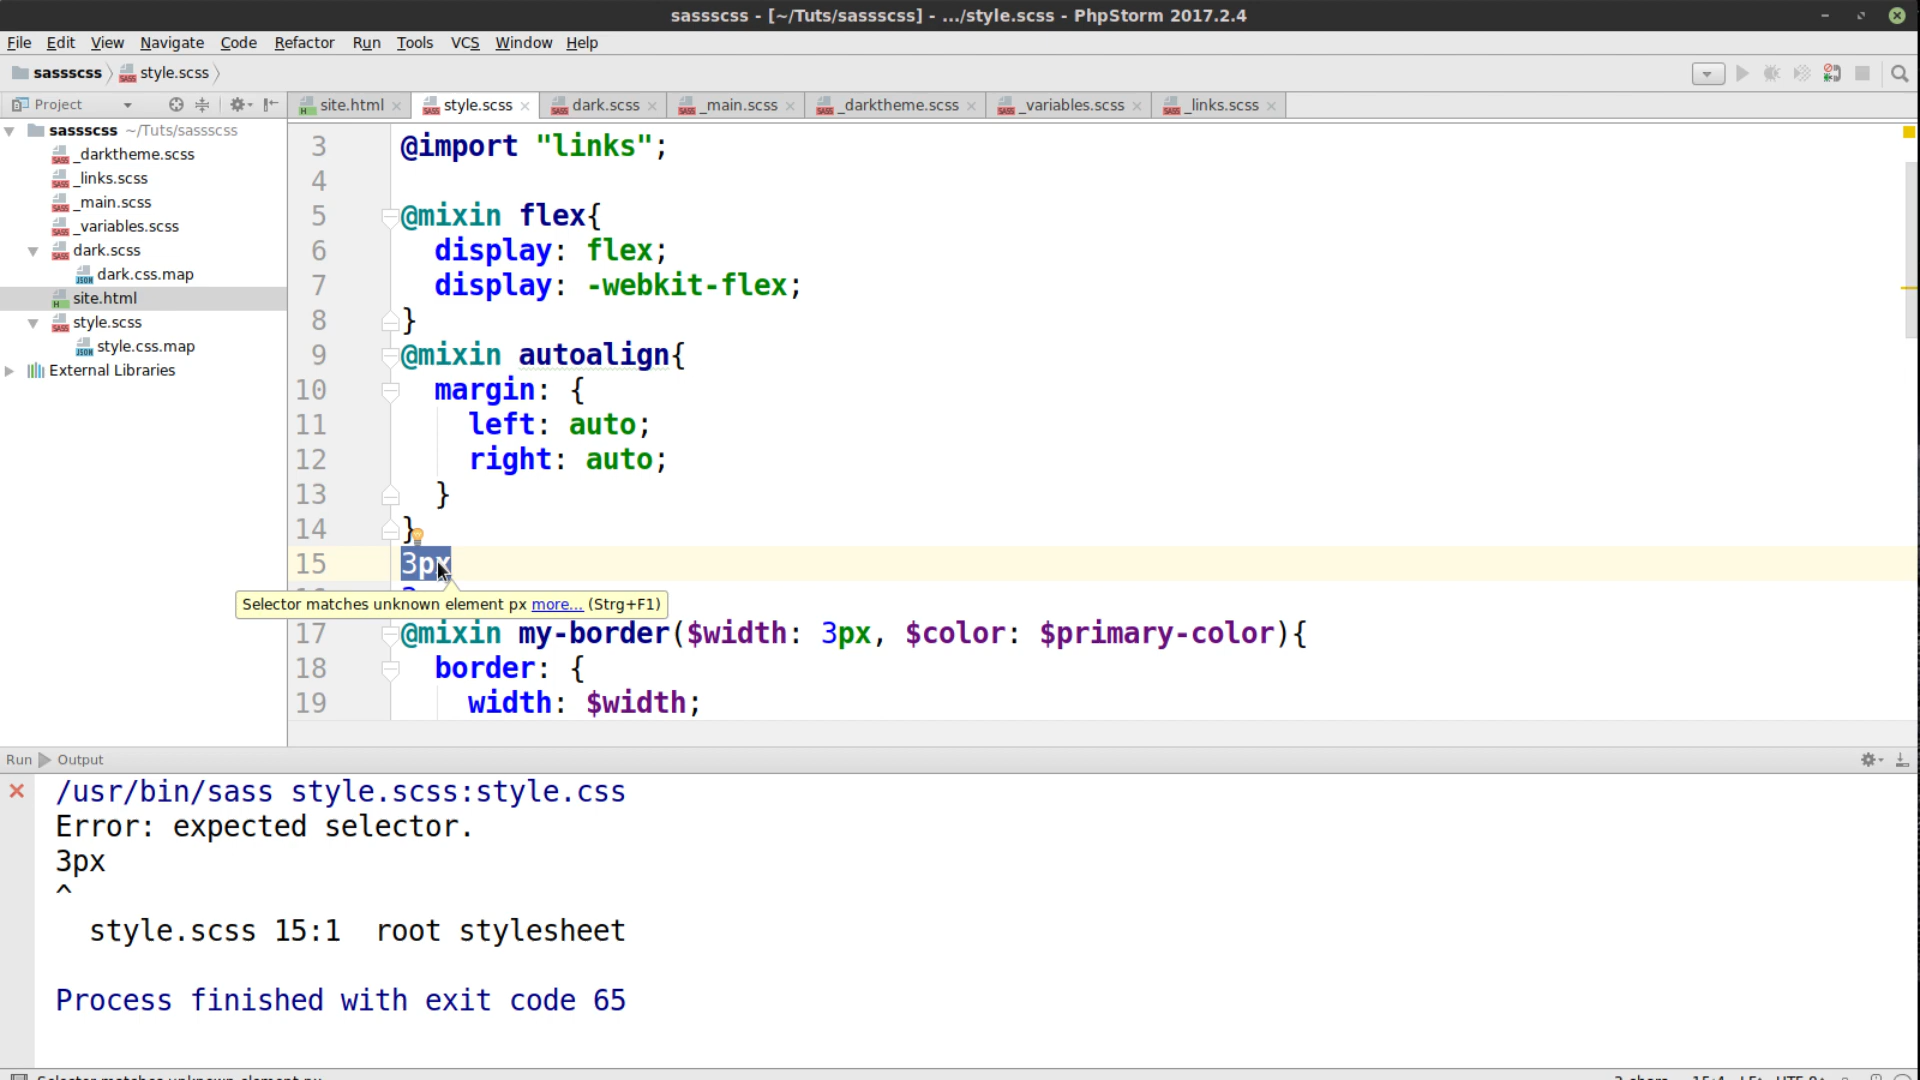 sassscss - [~/Tuts/sassscss] - .../style.scss - PhpStorm 2017.2.4
File Edit View Navigate Code Refactor Run Tools VCS Window Help
sassscss style.scss
Project
site.html style.scss dark.scss _main.scss _darktheme.scss _variables.scss _links.scss
sassscss ~/Tuts/sassscss
_darktheme.scss
_links.scss
_main.scss
_variables.scss
dark.scss
dark.css.map
site.html
style.scss
style.css.map
External Libraries
3 @import "links";
4
5 @mixin flex{
6 display: flex;
7 display: -webkit-flex;
8 }
9 @mixin autoalign{
10 margin: {
11 left: auto;
12 right: auto;
13 }
14 }
15 3px
Selector matches unknown element px more... (Strg+F1)
17 @mixin my-border($width: 3px, $color: $primary-color){
18 border: {
19 width: $width;
Run Output
/usr/bin/sass style.scss:style.css
Error: expected selector.
3px
^
style.scss 15:1 root stylesheet
Process finished with exit code 65